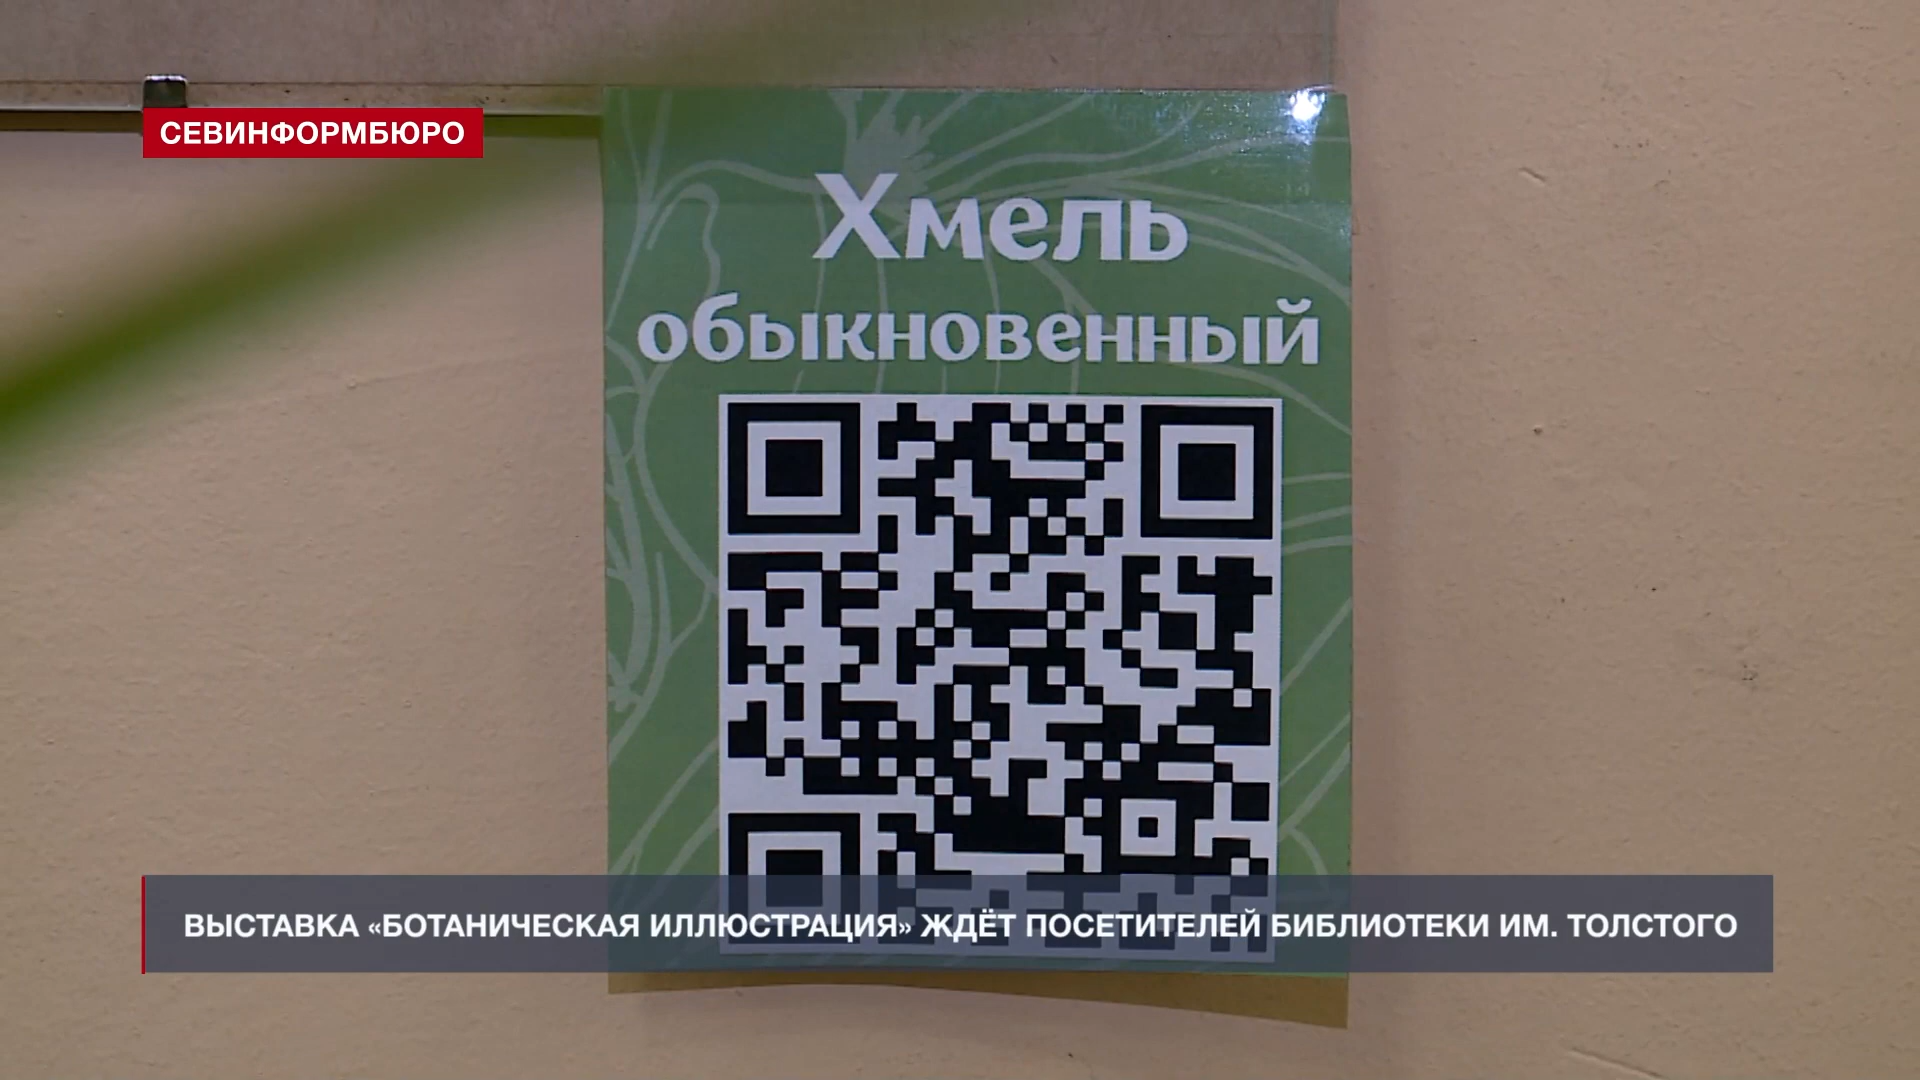 СЕВИНФОРМБЮРО
Хмель
обыкновенный
ВЫСТАВКА «БОТАНИЧЕСКАЯ ИЛЛЮСТРАЦИЯ» ЖДЁТ ПОСЕТИТЕЛЕЙ БИБЛИОТЕКИ ИМ. ТОЛСТОГО